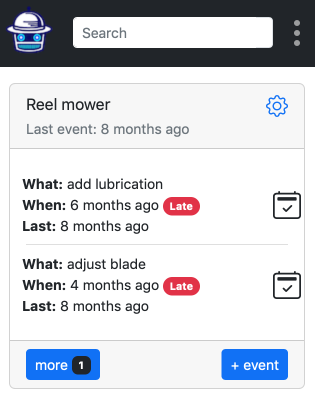 Search
Reel mower
Last event: 8 months ago
What: add lubrication
When: 6 months ago Late
Last: 8 months ago
What: adjust blade
When: 4 months ago Late
Last: 8 months ago
more 1
+ event